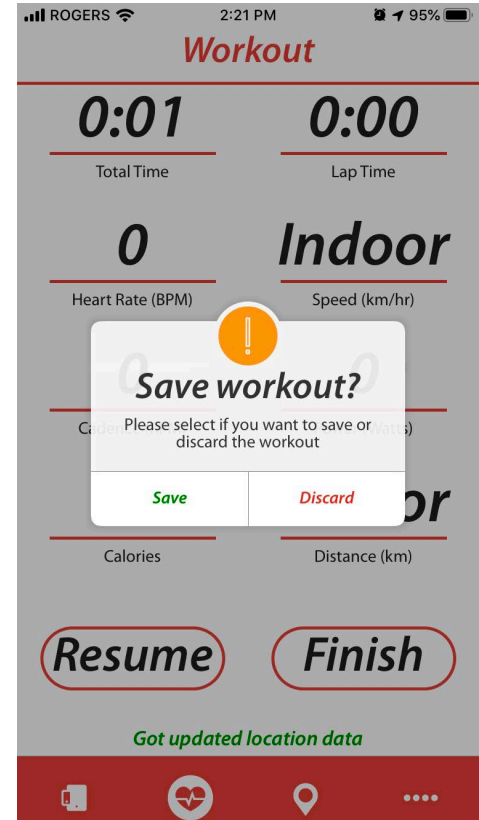 ROGERS 2:21 PM 95%
Workout
0:01 0:00
Total Time Lap Time
0 Indoor
Heart Rate (BPM) Speed (km/hr)
0 0
Save workout?
Please select if you want to save or
discard the workout
Save Discard
Calories Distance (km)
Resume Finish
Got updated location data